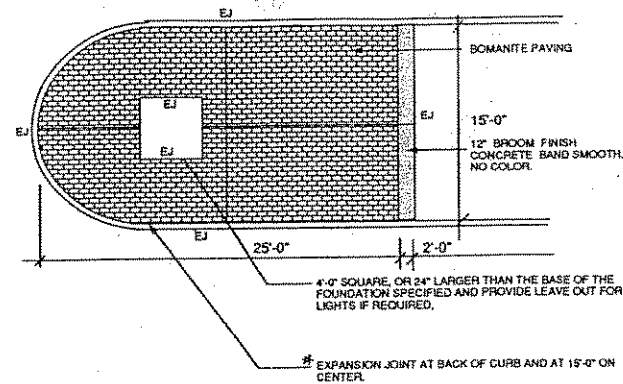 EJ
BOMANITE PAVING
EJ
EJ
EJ
15'-0"
12" BROOM FINISH
CONCRETE BAND SMOOTH,
NO COLOR.
EJ
25'-0"
2'-0"
4'-0" SQUARE, OR 24" LARGER THAN THE BASE OF THE
FOUNDATION SPECIFIED AND PROVIDE LEAVE OUT FOR
LIGHTS IF REQUIRED.
# EXPANSION JOINT AT BACK OF CURB AND AT 15'-0" ON
CENTER.